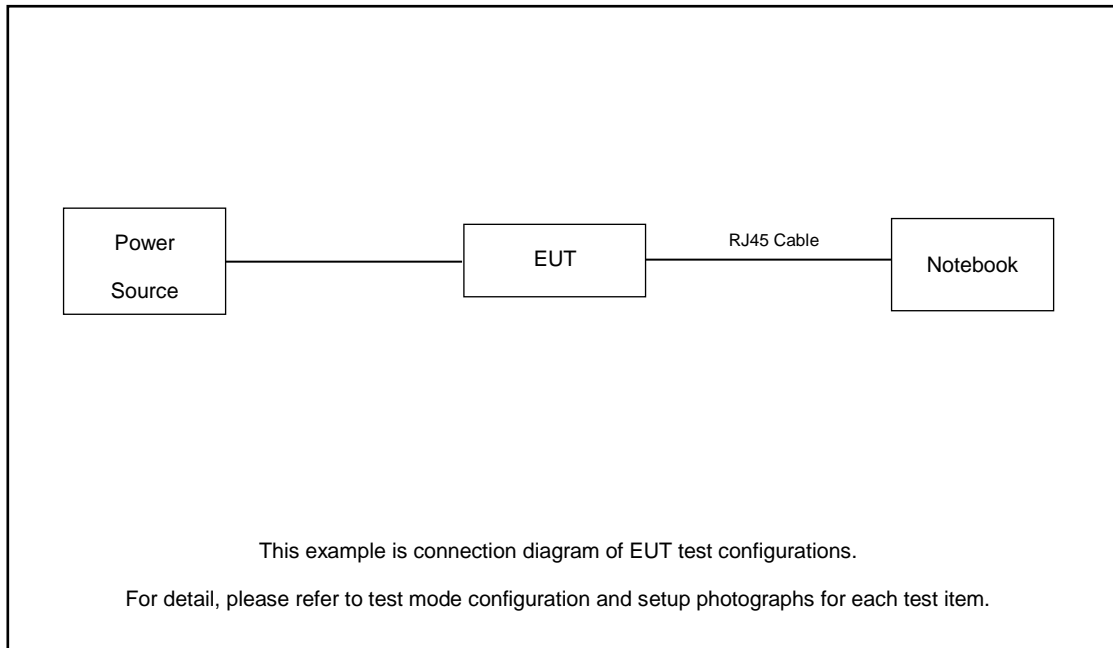 Power
Source
EUT
RJ45 Cable
Notebook
This example is connection diagram of EUT test configurations.
For detail, please refer to test mode configuration and setup photographs for each test item.